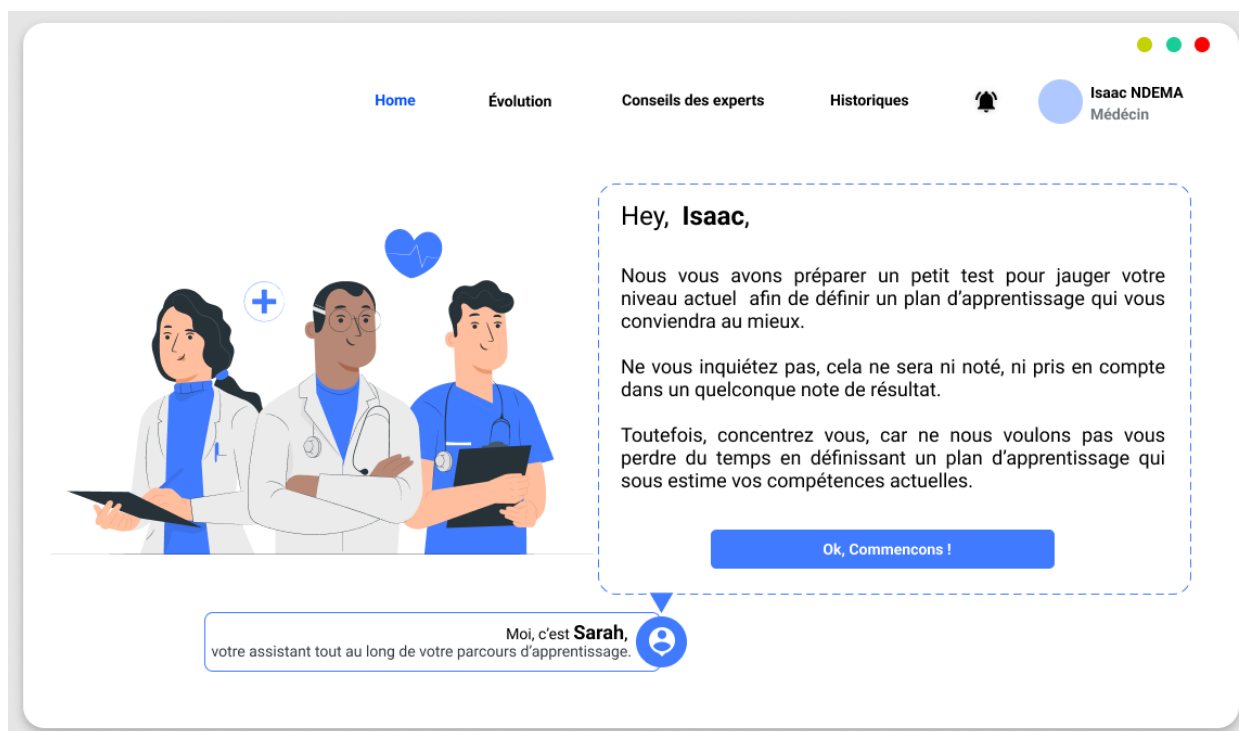 Home Évolution Conseils des experts Historiques
Isaac NDEMA
Médécin
Hey, Isaac,
Nous vous avons préparer un petit test pour jauger votre
niveau actuel afin de définir un plan d’apprentissage qui vous
conviendra au mieux.
Ne vous inquiétez pas, cela ne sera ni noté, ni pris en compte
dans un quelconque note de résultat.
Toutefois, concentrez vous, car ne nous voulons pas vous
perdre du temps en définissant un plan d’apprentissage qui
sous estime vos compétences actuelles.
Ok, Commencons !
Moi, c’est Sarah,
votre assistant tout au long de votre parcours d’apprentissage.